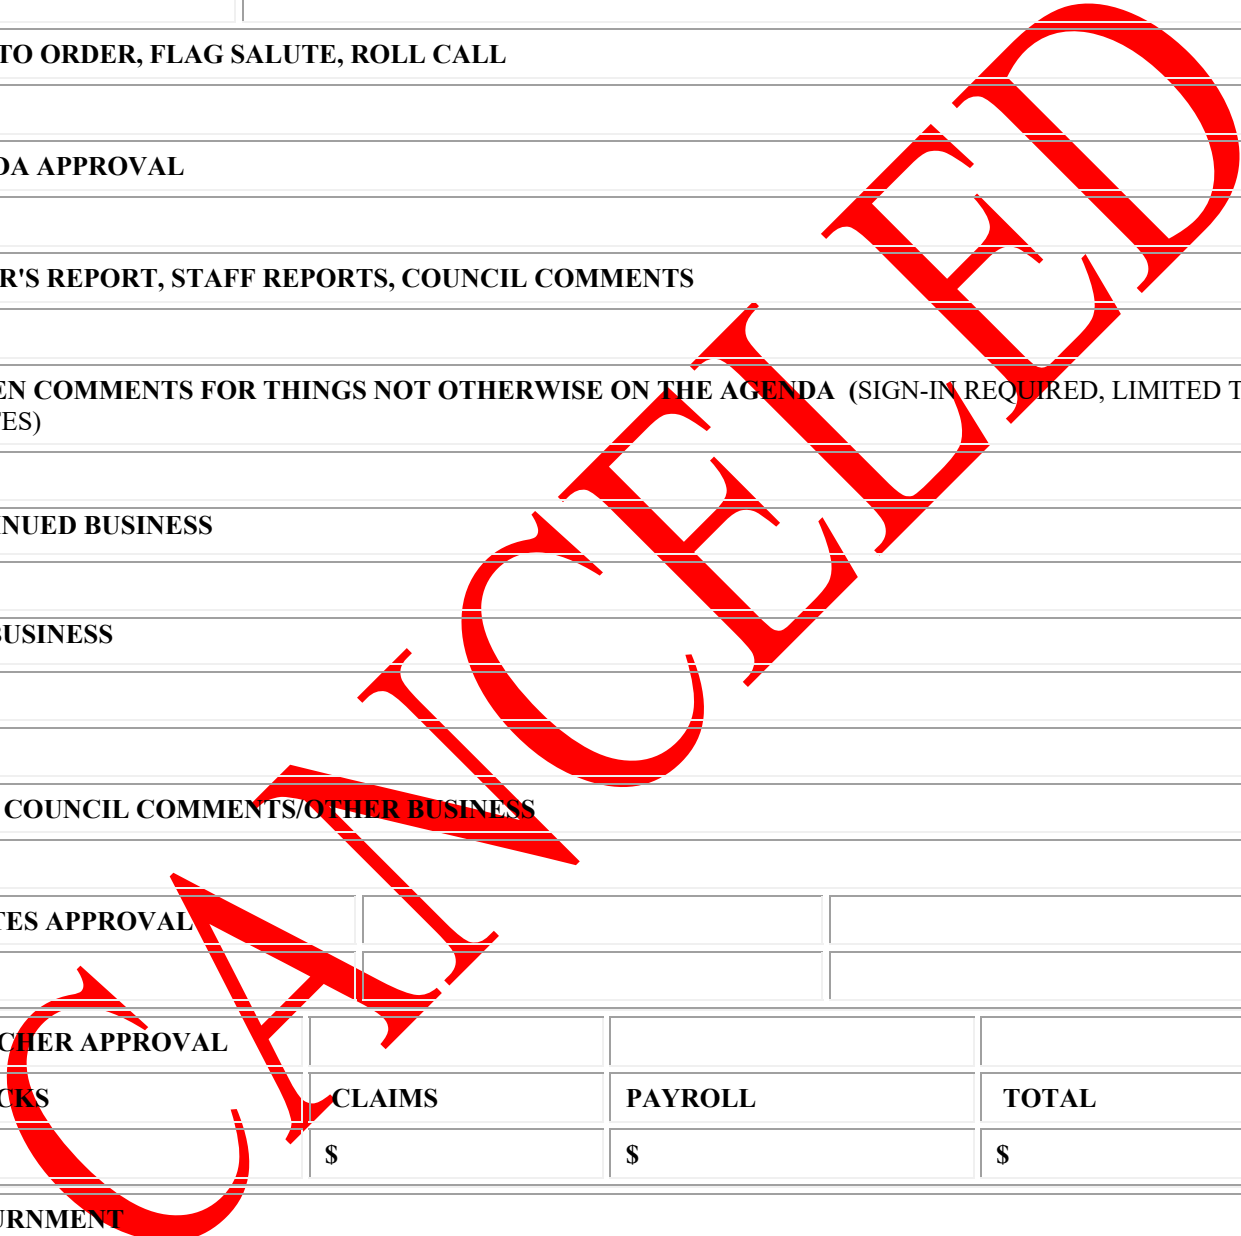 TO ORDER, FLAG SALUTE, ROLL CALL
DA APPROVAL
R'S REPORT, STAFF REPORTS, COUNCIL COMMENTS
EN COMMENTS FOR THINGS NOT OTHERWISE ON THE AGENDA (SIGN-IN REQUIRED, LIMITED T
ES)
NUED BUSINESS
BUSINESS
COUNCIL COMMENTS/OTHER BUSINESS
TES APPROVAL
CHER APPROVAL
CKS CLAIMS PAYROLL TOTAL
$ $ $
URNMENT
CANCELED